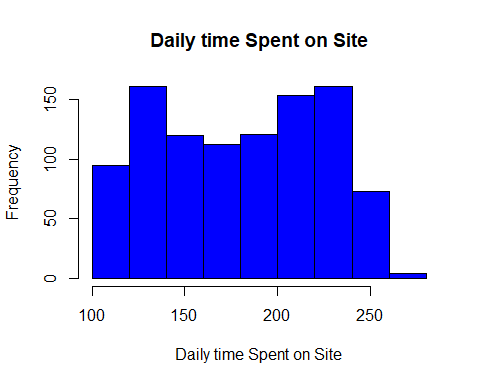 Daily time Spent on Site
Frequency
150
100
50
0
100 150 200 250
Daily time Spent on Site